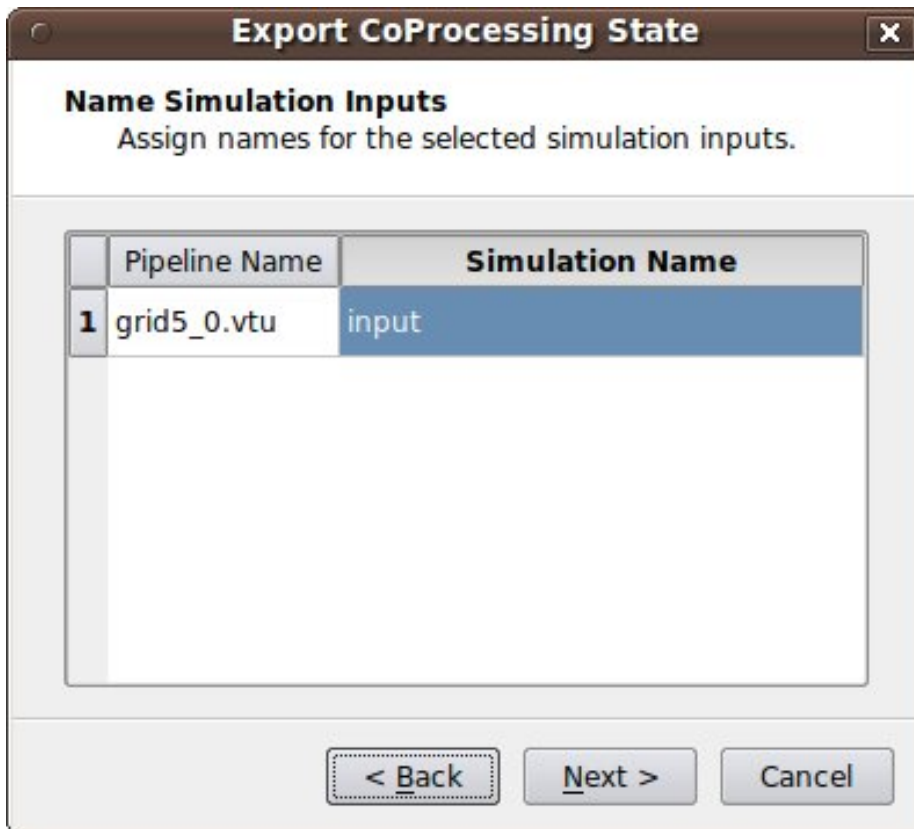 Export CoProcessing State
Name Simulation Inputs
Assign names for the selected simulation inputs.
Pipeline Name Simulation Name
1 grid5_0.vtu input
< Back Next > Cancel